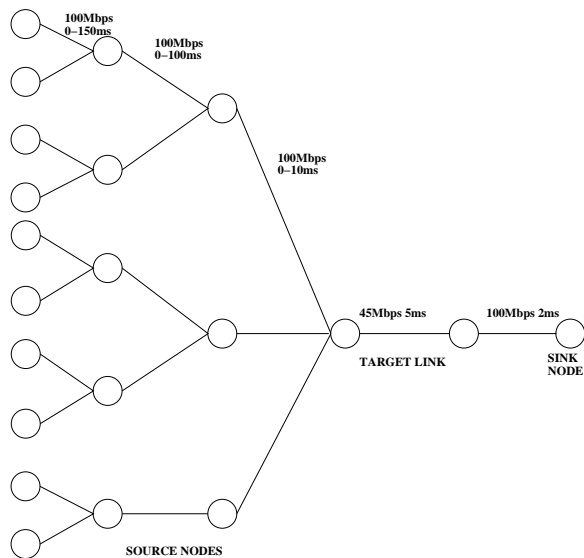 100Mbps
0–150ms
100Mbps
0–100ms
100Mbps
0–10ms
45Mbps 5ms
100Mbps 2ms
TARGET LINK
SINK
NODE
SOURCE NODES